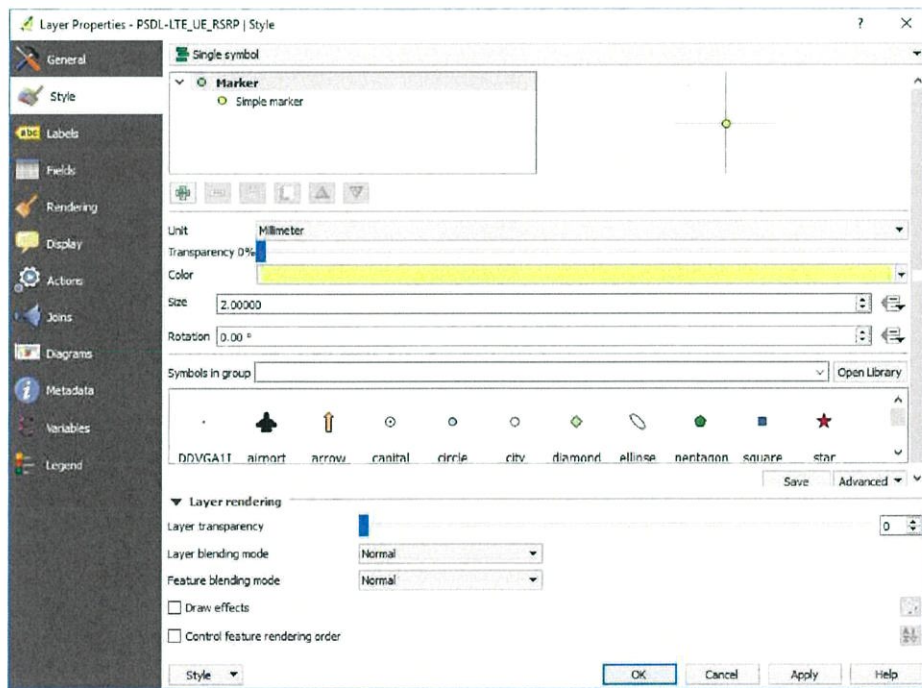 Layer Properties - PSDL-LTE_UE_RSRP | Style
? ×
General
Style
abc Labels
Fields
Rendering
Display
Actions
Joins
Diagrams
Metadata
Variables
Legend
Single symbol
Marker
Simple marker
Unit Millimeter
Transparency 0%
Color
Size 2.00000
Rotation 0.00 °
Symbols in group Open Library
DDVGA1I airport arrow capital circle city diamond ellipse pentagon square star
Save Advanced
Layer rendering
Layer transparency 0
Layer blending mode Normal
Feature blending mode Normal
Draw effects
Control feature rendering order
Style OK Cancel Apply Help